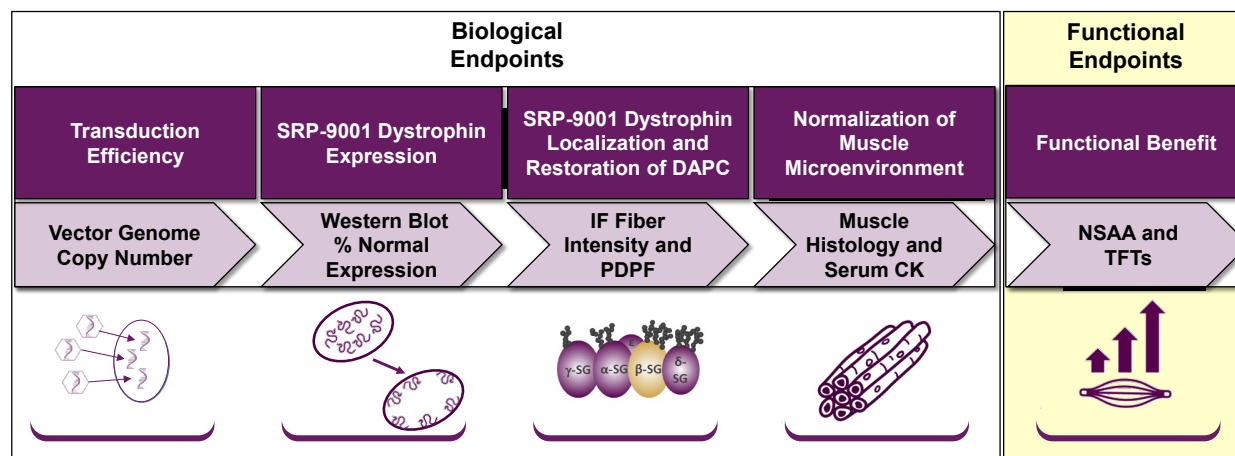 Biological
Endpoints
Functional
Endpoints
Transduction
Efficiency
SRP-9001 Dystrophin
Expression
SRP-9001 Dystrophin
Localization and
Restoration of DAPC
Normalization of
Muscle
Microenvironment
Functional Benefit
Vector Genome
Copy Number
Western Blot
% Normal
Expression
IF Fiber
Intensity and
PDPF
Muscle
Histology and
Serum CK
NSAA and
TFTs
γ-SG
α-SG
ε
β-SG
δ-
SG